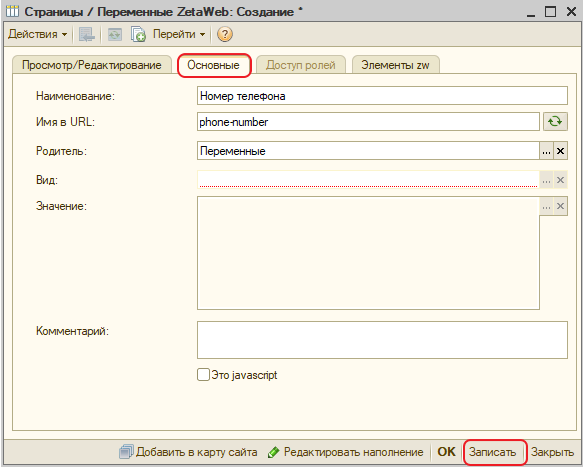 Страницы / Переменные ZetaWeb: Создание *
Действия Перейти ?
Просмотр/Редактирование Основные Доступ ролей Элементы zw
Наименование: Номер телефона
Имя в URL: phone-number
Родитель: Переменные ... ×
Вид: ... ×
Значение: ... ×
Комментарий:
Это javascript
Добавить в карту сайта Редактировать наполнение OK Записать Закрыть